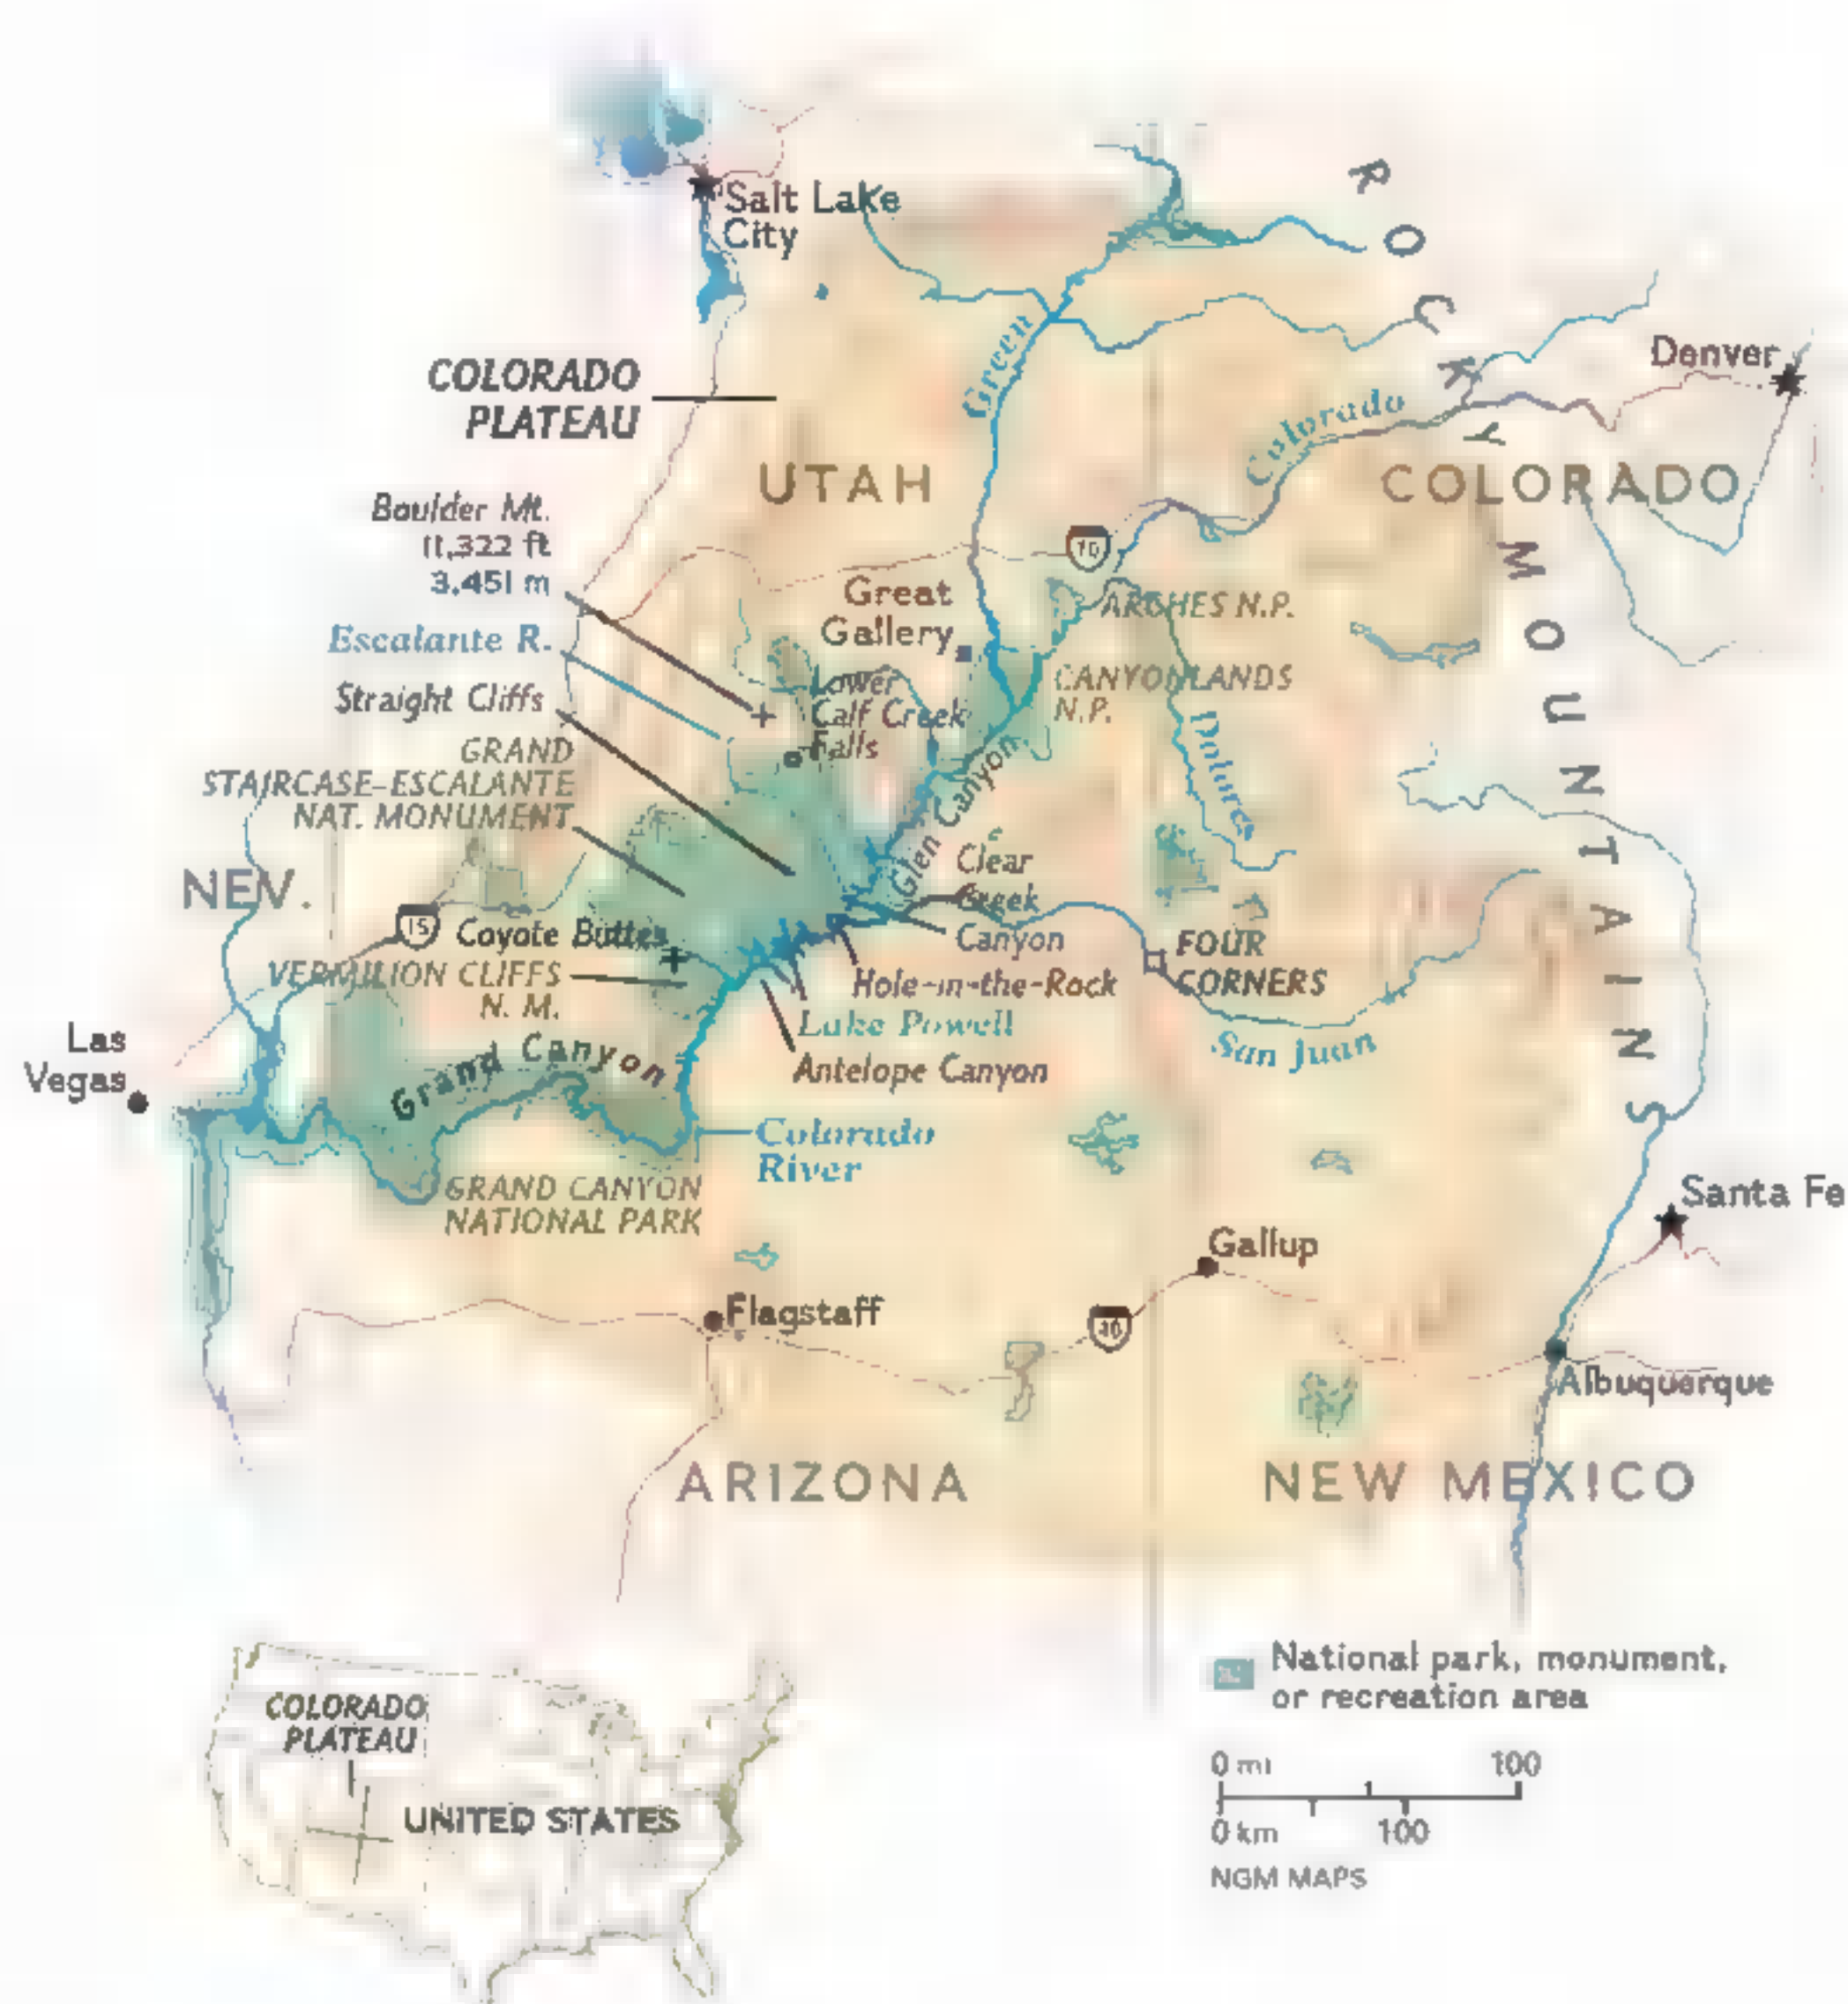 Salt Lake
City
ROCKY MOUNTAINS
Denver
COLORADO
PLATEAU
Green
Colorado
UTAH
COLORADO
Boulder Mt.
11,322 ft
3,451 m
70
Great
Gallery
ARCHES N.P.
Escalante R.
Straight Cliffs
Lower
Calf Creek
Falls
CANYONLANDS
N.P.
Dolores
GRAND
STAIRCASE-ESCALANTE
NAT. MONUMENT
Glen Canyon
Clear
Creek
Canyon
NEV.
15
Coyote Buttes
FOUR
CORNERS
VERMILION CLIFFS
N. M.
Hole-in-the-Rock
Lake Powell
San Juan
Las
Vegas
Grand Canyon
Antelope Canyon
Colorado
River
GRAND CANYON
NATIONAL PARK
Santa Fe
Gallup
Flagstaff
40
Albuquerque
ARIZONA
NEW MEXICO
National park, monument,
or recreation area
COLORADO
PLATEAU
UNITED STATES
0 mi 100
0 km 100
NGM MAPS